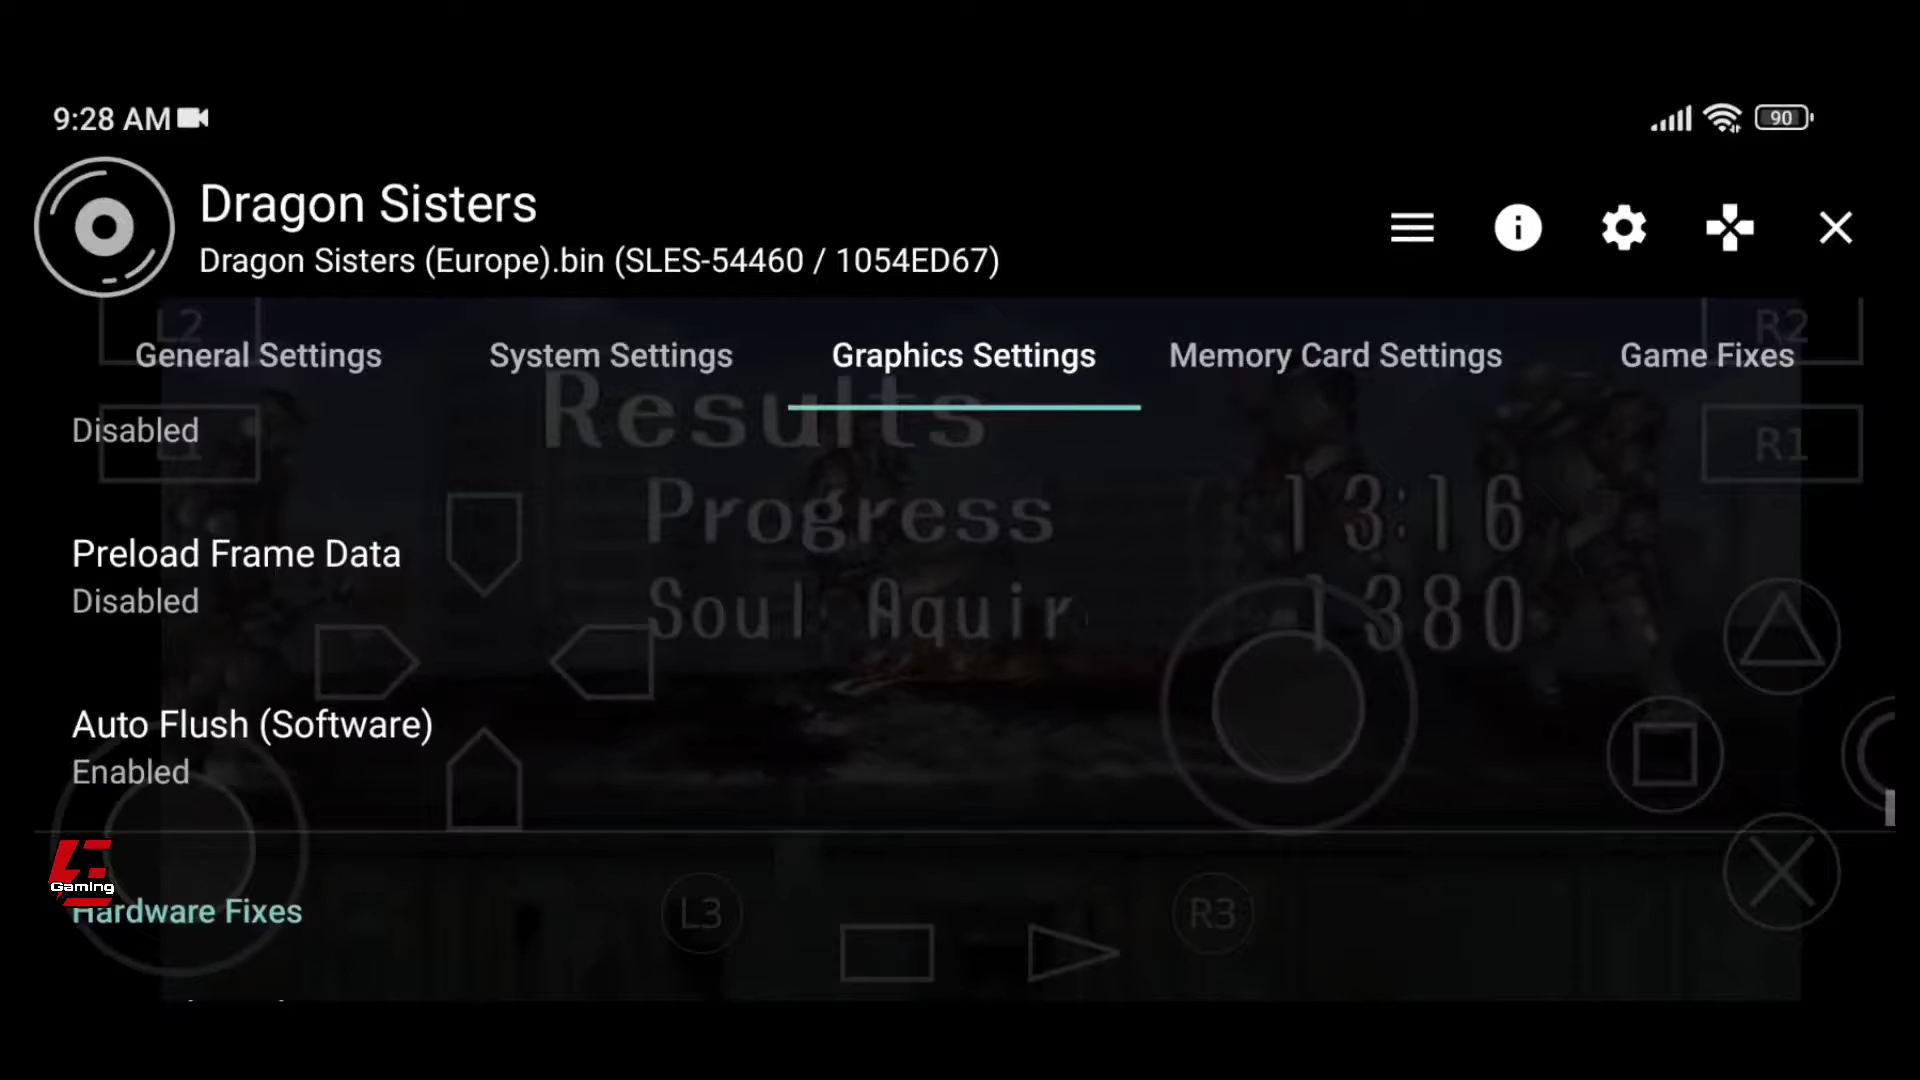 9:28 AM
90
Dragon Sisters
Dragon Sisters (Europe).bin (SLES-54460 / 1054ED67)
L2
R2
General Settings
System Settings
Graphics Settings
Memory Card Settings
Game Fixes
Results
Disabled
L1
R1
Progress 13:16
Preload Frame Data
Disabled
Soul Aquir 1380
Auto Flush (Software)
Enabled
LE
Gaming
Hardware Fixes
L3
R3